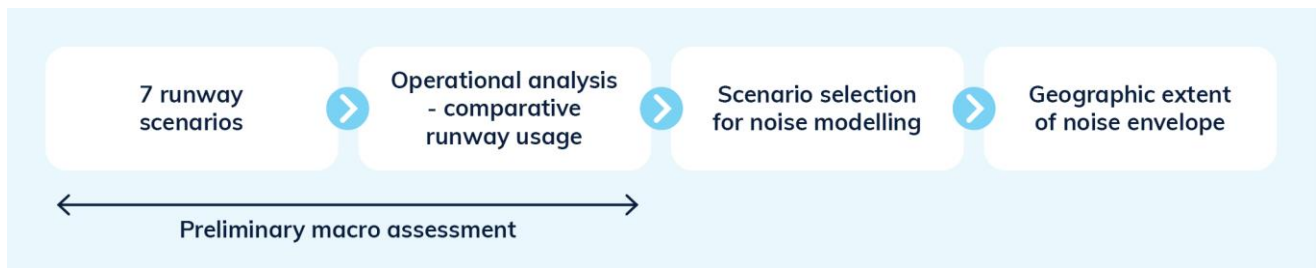 7 runway
scenarios
Operational analysis
- comparative
runway usage
Scenario selection
for noise modelling
Geographic extent
of noise envelope
Preliminary macro assessment